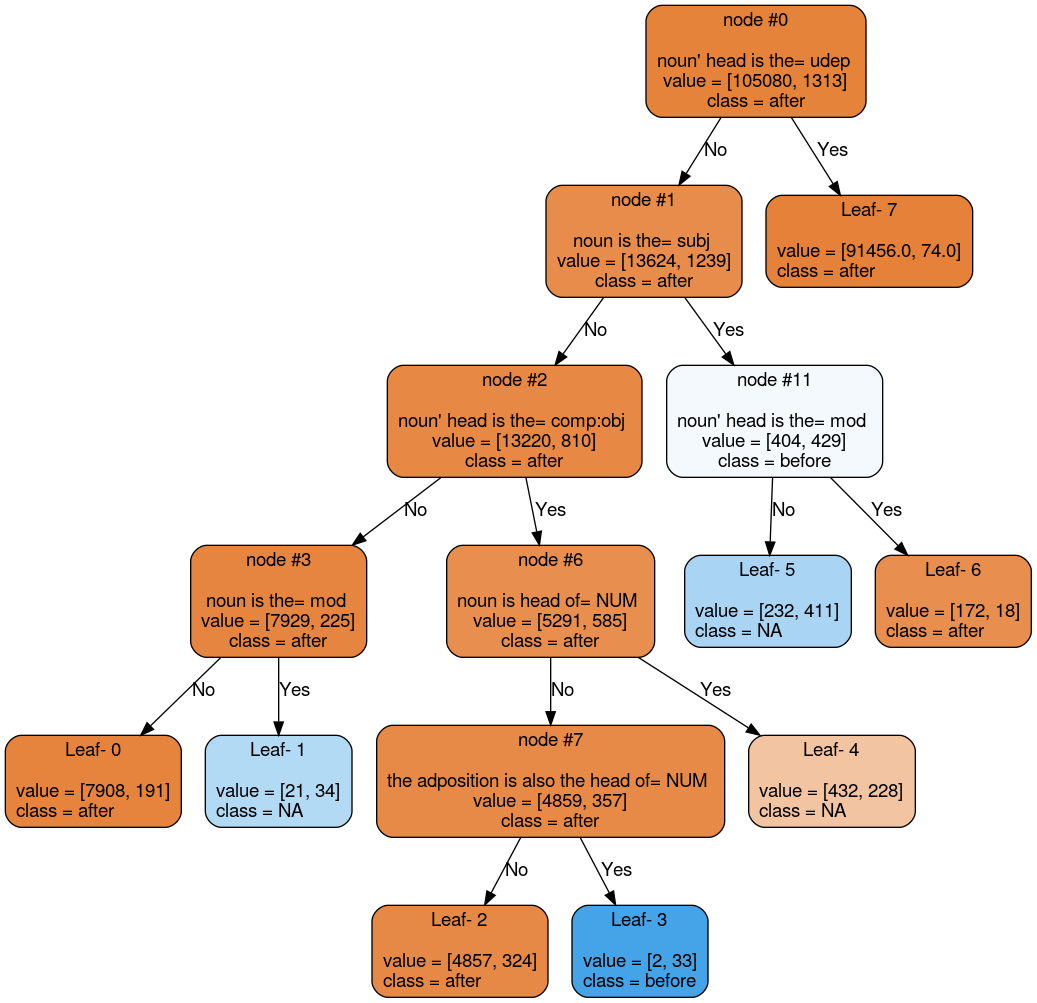 node #0
noun' head is the= udep
value = [105080, 1313]
class = after
No
Yes
node #1
noun is the= subj
value = [13624, 1239]
class = after
Leaf- 7
value = [91456.0, 74.0]
class = after
No
Yes
node #2
noun' head is the= comp:obj
value = [13220, 810]
class = after
node #11
noun' head is the= mod
value = [404, 429]
class = before
No
Yes
No
Yes
node #3
noun is the= mod
value = [7929, 225]
class = after
node #6
noun is head of= NUM
value = [5291, 585]
class = after
Leaf- 5
value = [232, 411]
class = NA
Leaf- 6
value = [172, 18]
class = after
No
Yes
No
Yes
Leaf- 0
value = [7908, 191]
class = after
Leaf- 1
value = [21, 34]
class = NA
node #7
the adposition is also the head of= NUM
value = [4859, 357]
class = after
Leaf- 4
value = [432, 228]
class = NA
No
Yes
Leaf- 2
value = [4857, 324]
class = after
Leaf- 3
value = [2, 33]
class = before